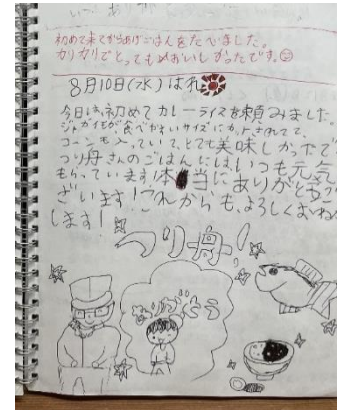 初めて来てからあげごはんをたべました。
カリカリでとってもおいしかったです。
8月10日(水)はれ
今日は、初めてカレーライスを頼みました。
ジャガイモが食べやすいサイズにカットされてて、
コーンも入っていて、とても美味しかったで
つり舟さんのごはんにはいつも元気
もらっています!本当にありがとうご
ざいます!これからも、よろしくおねが
します!
つり舟!
ありがとう